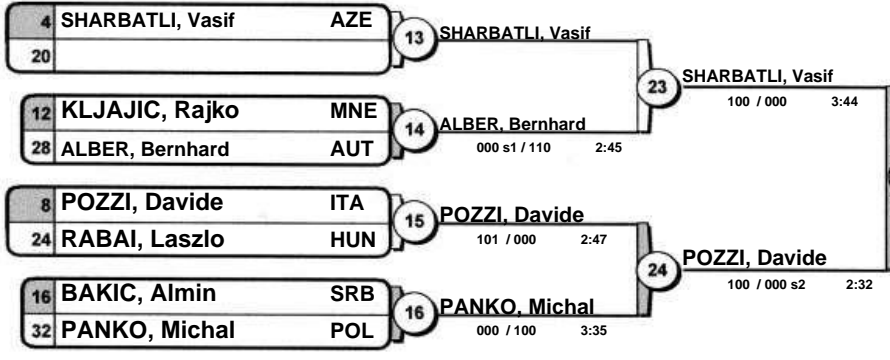 4 SHARBATLI, Vasif AZE
20
13 SHARBATLI, Vasif
12 KLJAJIC, Rajko MNE
28 ALBER, Bernhard AUT
14 ALBER, Bernhard
000 s1 / 110 2:45
23 SHARBATLI, Vasif
100 / 000 3:44
8 POZZI, Davide ITA
24 RABAI, Laszlo HUN
15 POZZI, Davide
101 / 000 2:47
16 BAKIC, Almin SRB
32 PANKO, Michal POL
16 PANKO, Michal
000 / 100 3:35
24 POZZI, Davide
100 / 000 s2 2:32